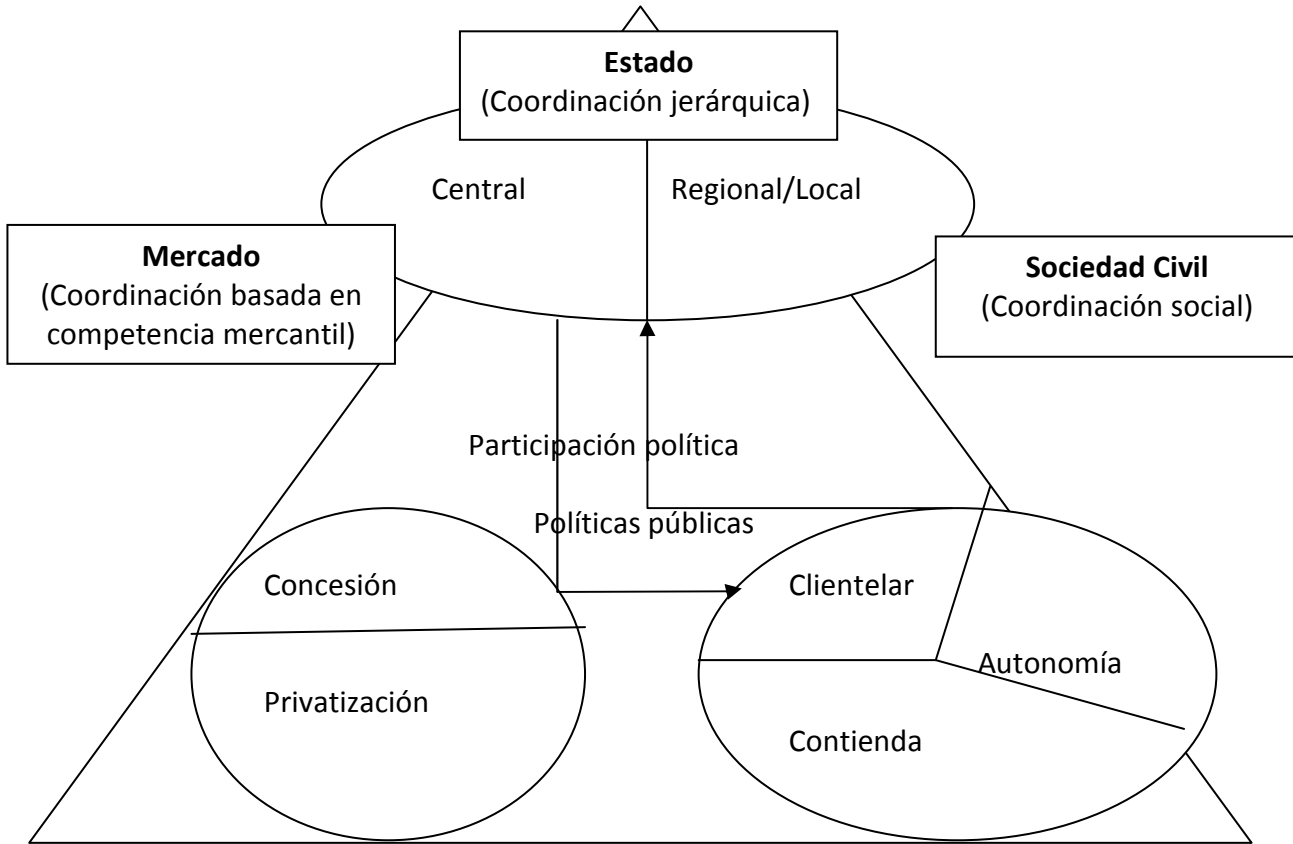 Estado
(Coordinación jerárquica)
Central
Regional/Local
Mercado
(Coordinación basada en
competencia mercantil)
Sociedad Civil
(Coordinación social)
Participación política
Políticas públicas
Concesión
Privatización
Clientelar
Autonomía
Contienda